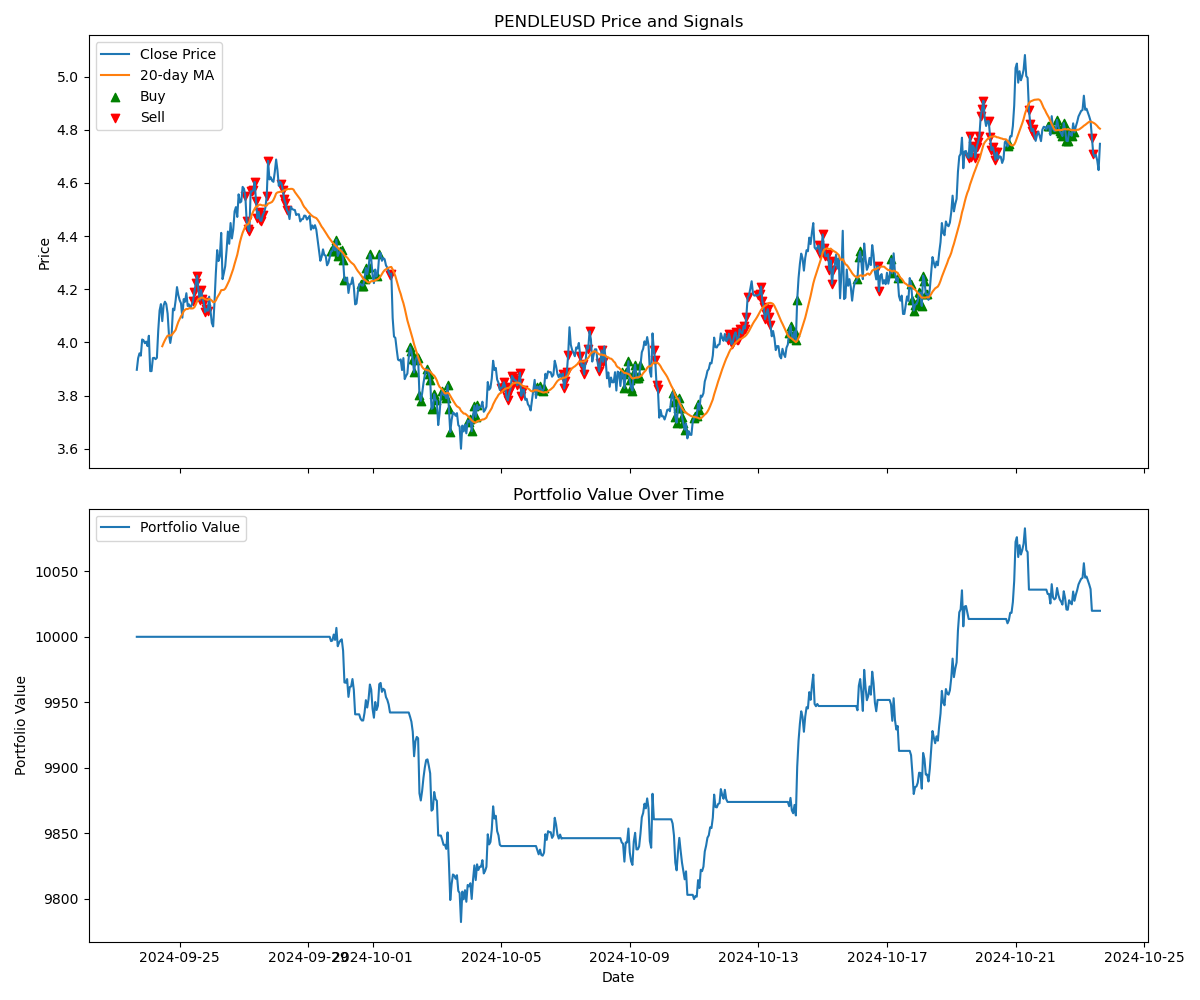 PENDLEUSD Price and Signals
Close Price
20-day MA
Buy
Sell
5.0
4.8
4.6
4.4
4.2
4.0
3.8
3.6
Price
Portfolio Value Over Time
Portfolio Value
10050
10000
9950
9900
9850
9800
Portfolio Value
2024-09-25
2024-09-29
2024-10-01
2024-10-05
2024-10-09
2024-10-13
2024-10-17
2024-10-21
2024-10-25
Date